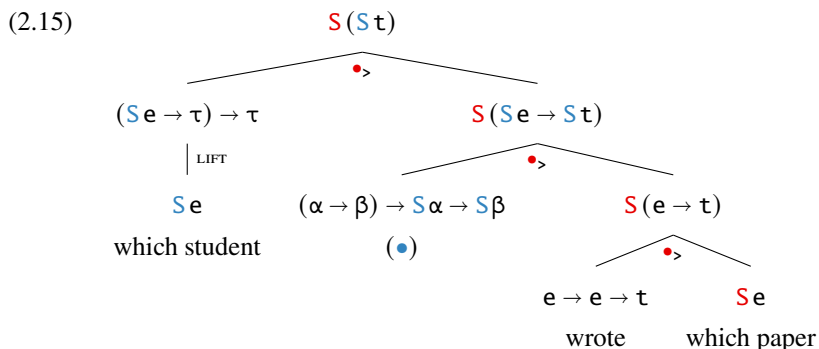 (2.15)
S (S t)
•>
(S e → τ) → τ
S (S e → S t)
LIFT
•>
S e
(α → β) → S α → S β
S (e → t)
which student
(•)
•>
e → e → t
S e
wrote
which paper